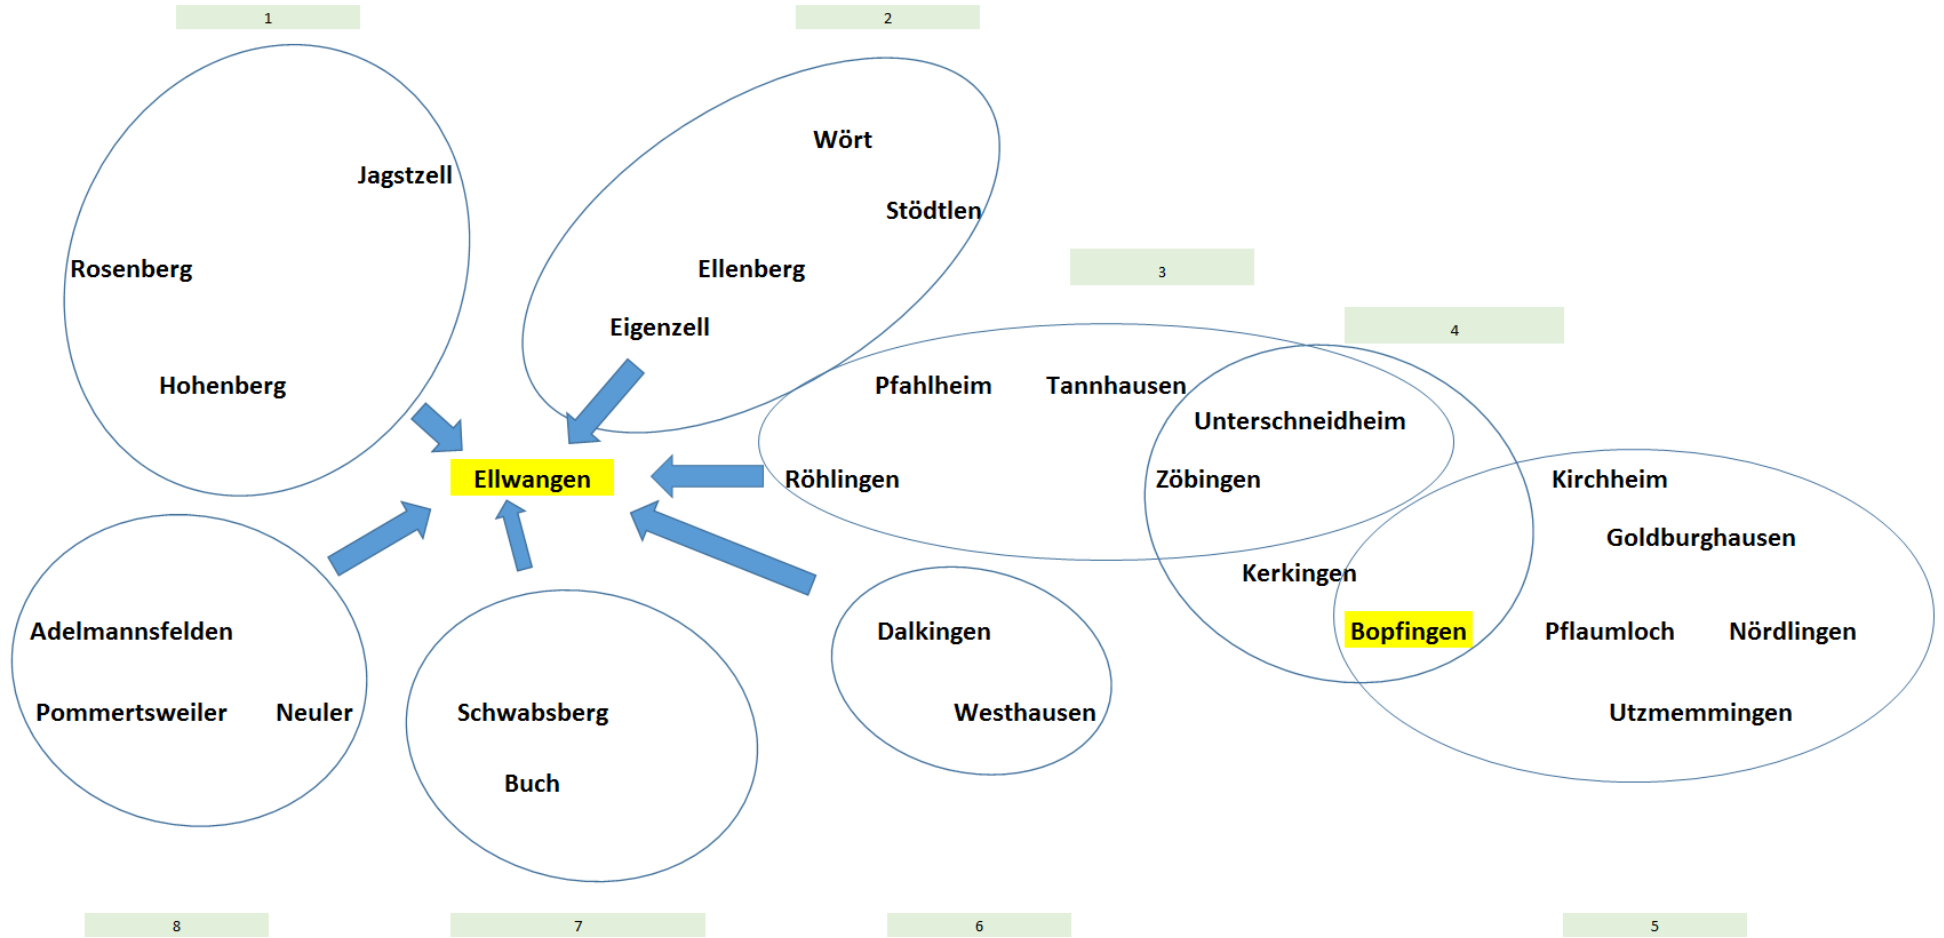 1
2
Wört
Jagstzell
Stödtlen
Rosenberg
Ellenberg
3
Eigenzell
4
Hohenberg
Pfahlheim
Tannhausen
Unterschneidheim
Ellwangen
Röhlingen
Zöbingen
Kirchheim
Goldburghausen
Kerkingen
Adelmannsfelden
Dalkingen
Bopfingen
Pflaumloch
Nördlingen
Pommertsweiler
Neuler
Schwabsberg
Westhausen
Utzmemmingen
Buch
8
7
6
5